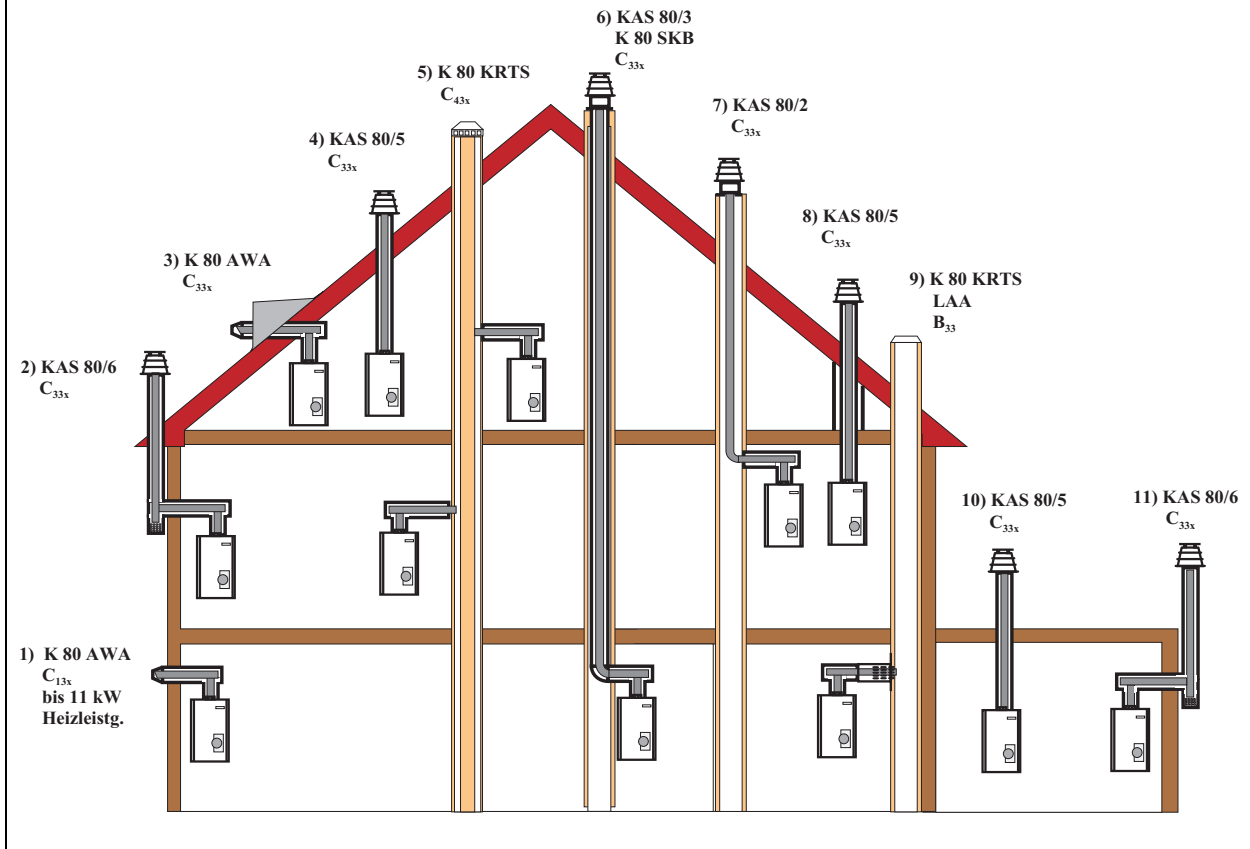 6) KAS 80/3
K 80 SKB
C₃₃ₓ
5) K 80 KRTS
C₄₃ₓ
7) KAS 80/2
C₃₃ₓ
4) KAS 80/5
C₃₃ₓ
8) KAS 80/5
C₃₃ₓ
3) K 80 AWA
C₃₃ₓ
9) K 80 KRTS
LAA
B₃₃
2) KAS 80/6
C₃₃ₓ
10) KAS 80/5
C₃₃ₓ
11) KAS 80/6
C₃₃ₓ
1) K 80 AWA
C₁₃ₓ
bis 11 kW
Heizleistg.